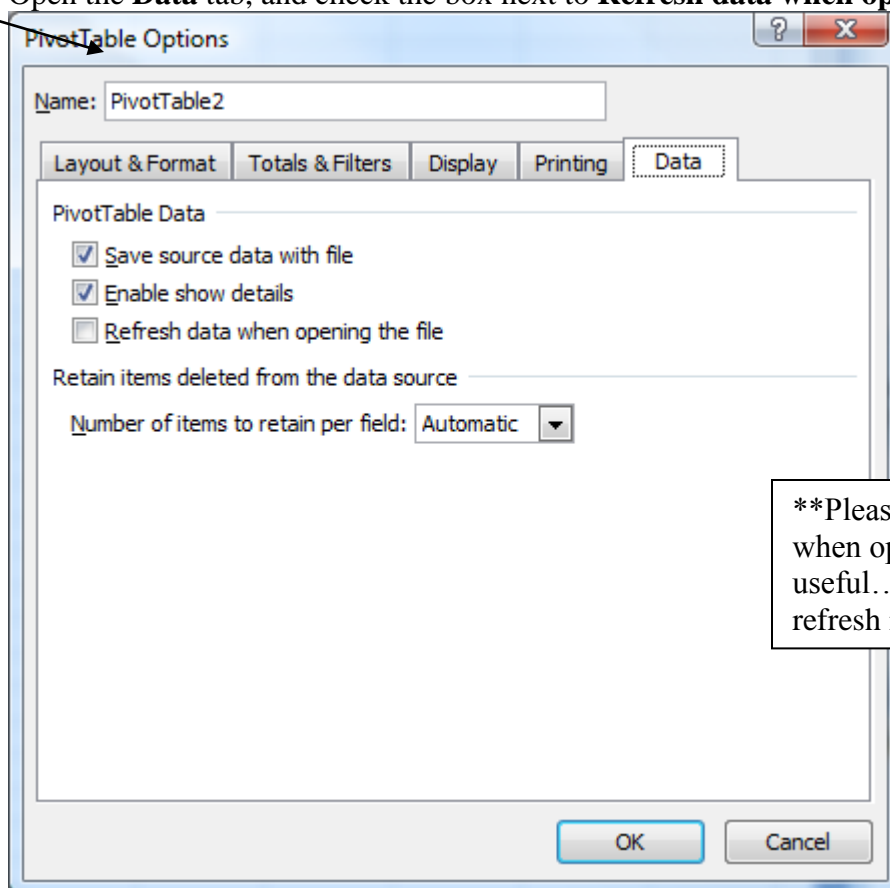 Open the Data tab, and check the box next to Refresh data when op
PivotTable Options
Name: PivotTable2
Layout & Format Totals & Filters Display Printing Data
PivotTable Data
Save source data with file
Enable show details
Refresh data when opening the file
Retain items deleted from the data source
Number of items to retain per field: Automatic
**Pleas
when op
useful…
refresh
OK Cancel